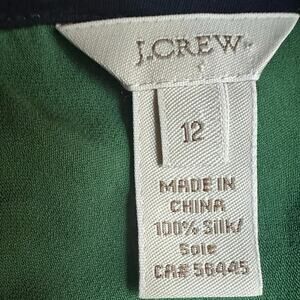 J.CREW
12
MADE IN
CHINA
100% Silk/
Soie
CA# 56445